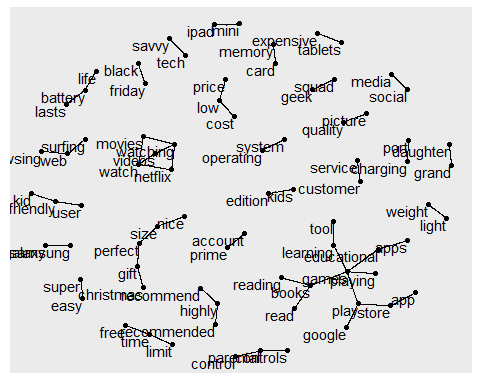 ipad
mini
savvy
tech
memory
card
expensive
tablets
life
battery
lasts
black
friday
price
low
cost
squad
geek
media
social
picture
quality
surfing
web
movies
watching
videos
watch
netflix
system
operating
port
charging
daughter
grand
service
customer
kid
friendly
user
edition
kids
weight
light
nice
size
perfect
gift
christmas
account
prime
tool
learning
educational
apps
games
playing
reading
books
read
play
store
app
google
samsung
super
easy
recommend
highly
recommended
free
time
limit
parental
control
controls